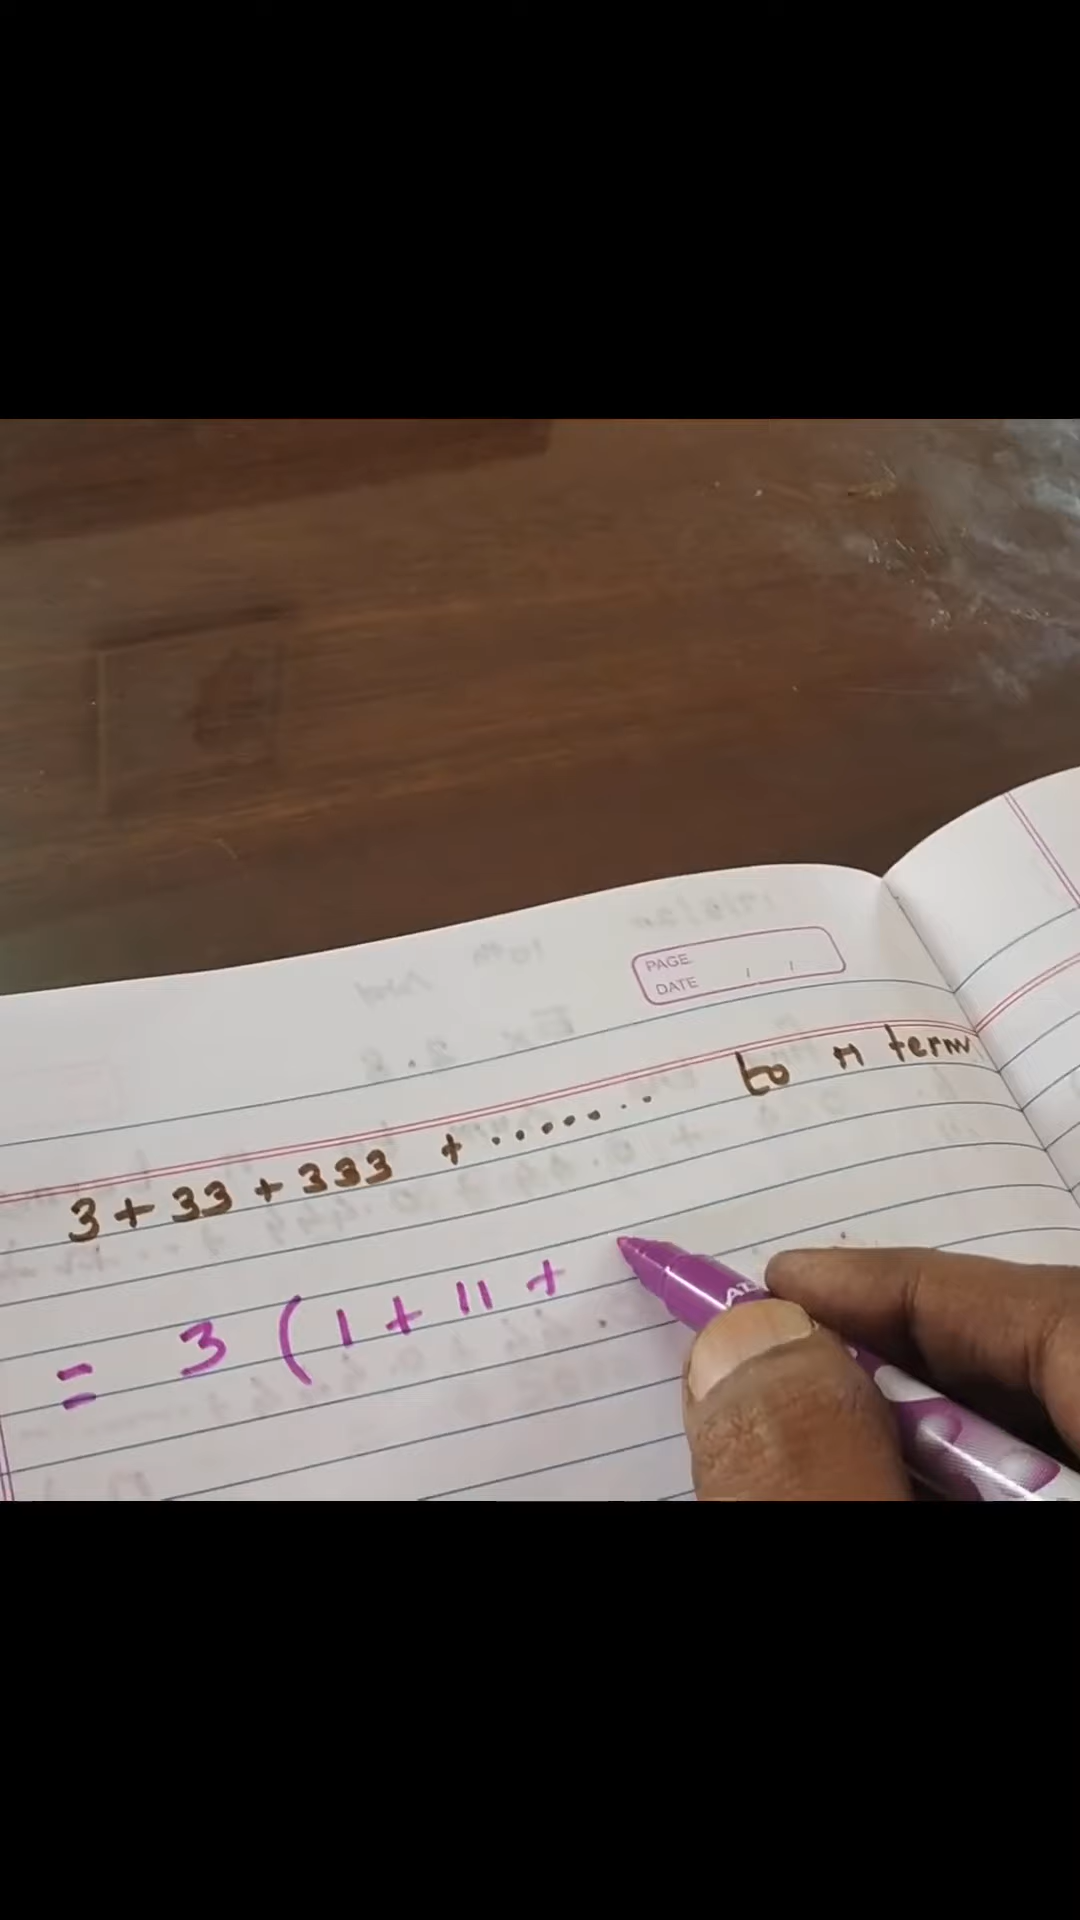 PAGE
DATE / /
3 + 33 + 333 + .......... to n term
= 3 ( 1 + 11 +